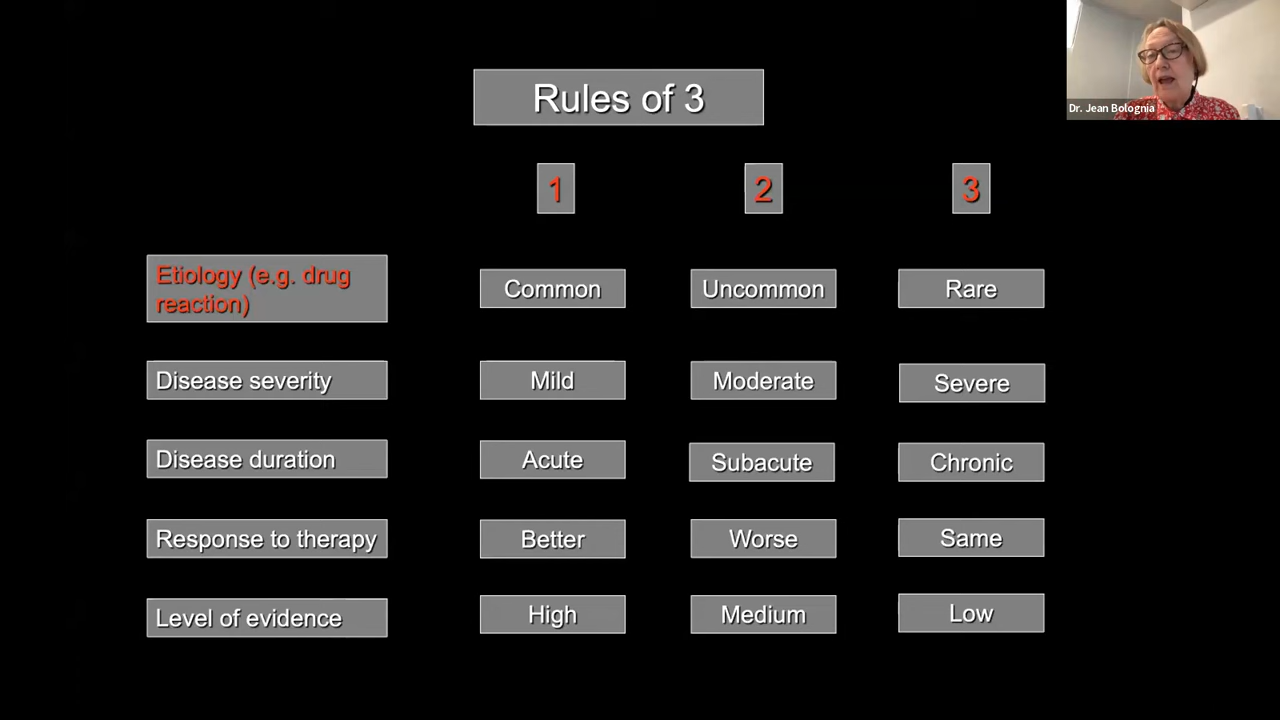 Dr. Jean Bolognia
Rules of 3
1 2 3
Etiology (e.g. drug
reaction)
Common Uncommon Rare
Disease severity Mild Moderate Severe
Disease duration Acute Subacute Chronic
Response to therapy Better Worse Same
Level of evidence High Medium Low